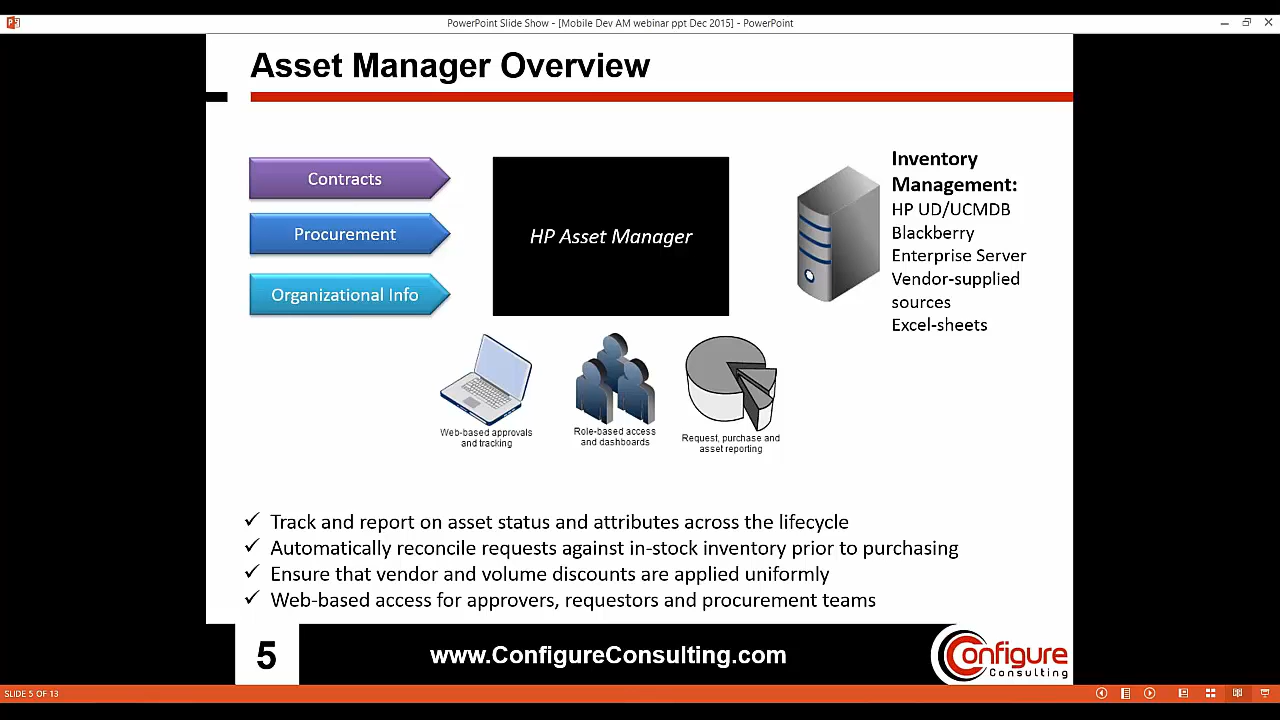 PowerPoint Slide Show - [Mobile Dev AM webinar ppt Dec 2015] - PowerPoint
Asset Manager Overview
Contracts
Procurement
Organizational Info
HP Asset Manager
Inventory
Management:
HP UD/UCMDB
Blackberry
Enterprise Server
Vendor-supplied
sources
Excel-sheets
Web-based approvals
and tracking
Role-based access
and dashboards
Request, purchase and
asset reporting
✓ Track and report on asset status and attributes across the lifecycle
✓ Automatically reconcile requests against in-stock inventory prior to purchasing
✓ Ensure that vendor and volume discounts are applied uniformly
✓ Web-based access for approvers, requestors and procurement teams
5
www.ConfigureConsulting.com
Configure
Consulting
SLIDE 5 OF 13